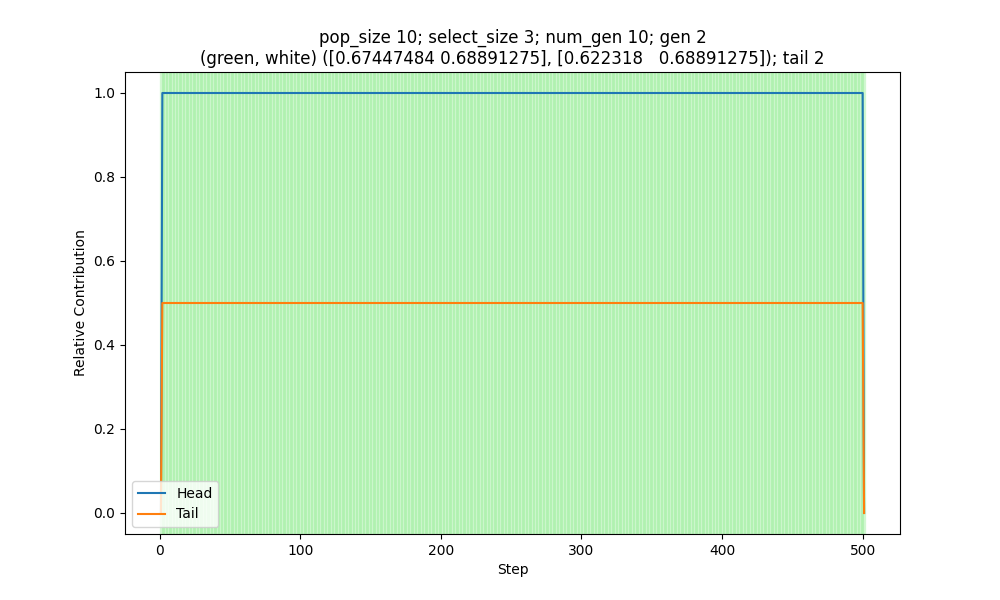 pop_size 10; select_size 3; num_gen 10; gen 2
(green, white) ([0.67447484 0.68891275], [0.622318   0.68891275]); tail 2
Relative Contribution
1.0
0.8
0.6
0.4
0.2
0.0
Head
Tail
0
100
200
300
400
500
Step